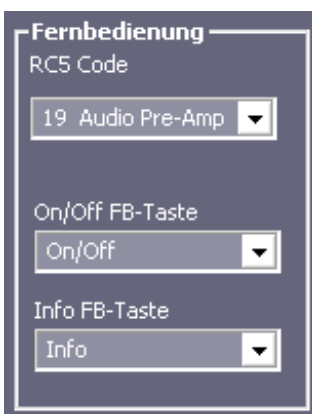 Fernbedienung
RC5 Code
19 Audio Pre-Amp
On/Off FB-Taste
On/Off
Info FB-Taste
Info